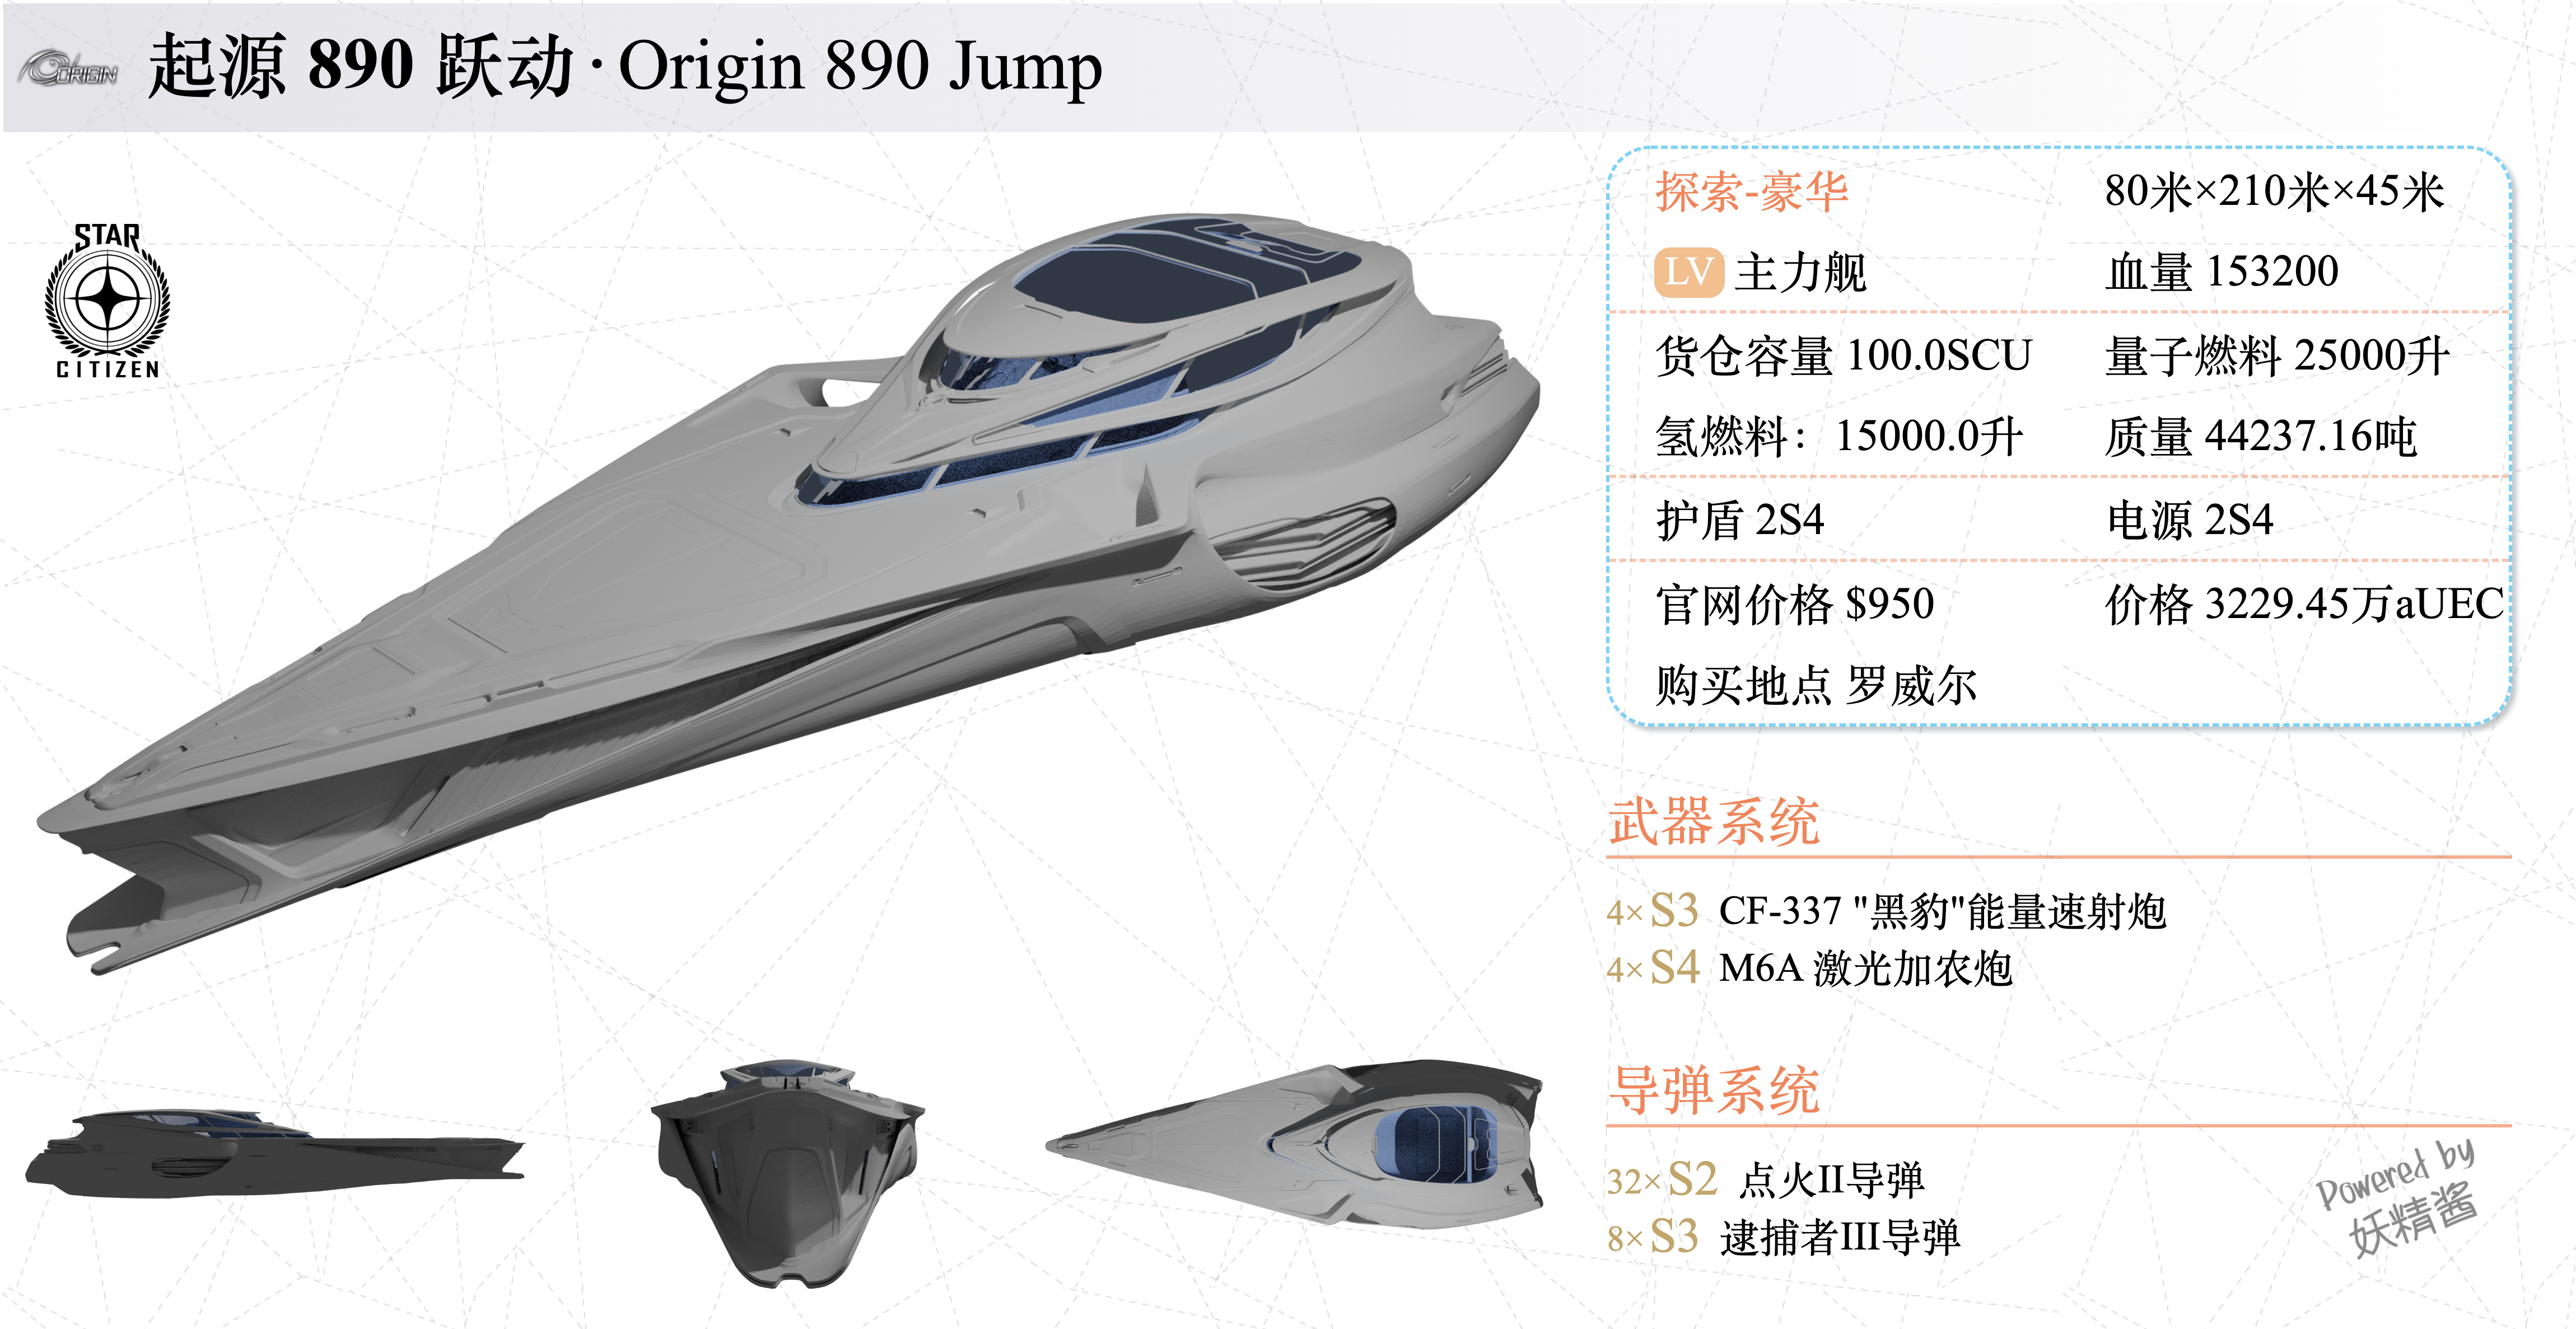 ORIGIN 起源 890 跃动·Origin 890 Jump
STAR
CITIZEN
探索-豪华 80米×210米×45米
LV 主力舰 血量 153200
货仓容量 100.0SCU 量子燃料 25000升
氢燃料：15000.0升 质量 44237.16吨
护盾 2S4 电源 2S4
官网价格 $950 价格 3229.45万aUEC
购买地点 罗威尔
武器系统
4× S3 CF-337 "黑豹"能量速射炮
4× S4 M6A 激光加农炮
导弹系统
32× S2 点火II导弹
8× S3 逮捕者III导弹
Powered by
妖精酱